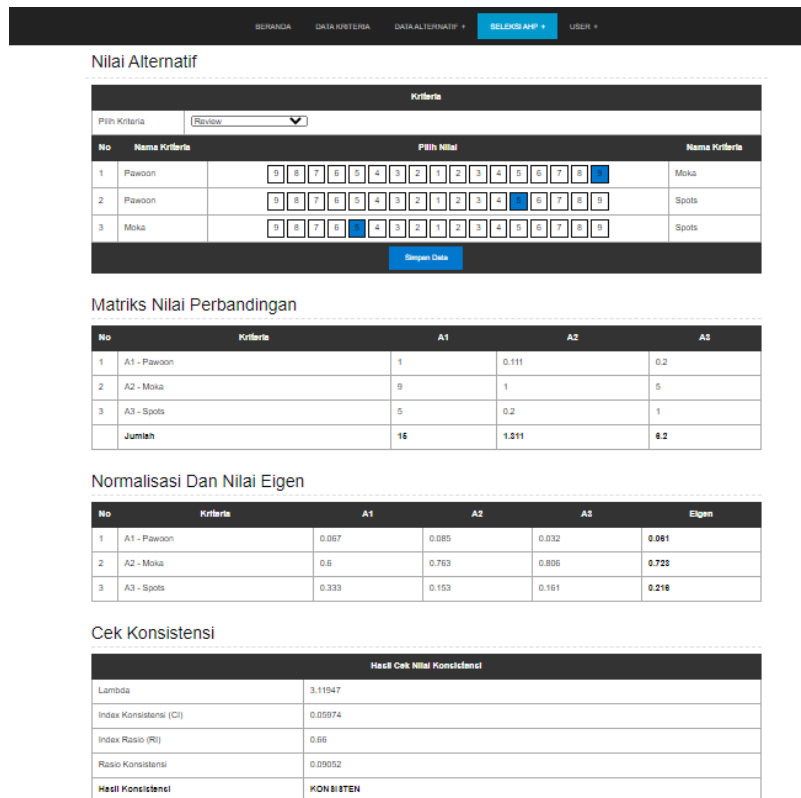 BERANDA DATA KRITERIA DATA ALTERNATIF + SELEKSI AHP + USER +
Nilai Alternatif
Kriteria
Pilih Kriteria Review
No Nama Kriteria Pilih Nilai Nama Kriteria
1 Pawoon 9 8 7 6 5 4 3 2 1 2 3 4 5 6 7 8 9 Moka
2 Pawoon 9 8 7 6 5 4 3 2 1 2 3 4 5 6 7 8 9 Spots
3 Moka 9 8 7 6 5 4 3 2 1 2 3 4 5 6 7 8 9 Spots
Simpan Data
Matriks Nilai Perbandingan
No Kriteria A1 A2 A3
1 A1 - Pawoon 1 0.111 0.2
2 A2 - Moka 9 1 5
3 A3 - Spots 5 0.2 1
Jumlah 15 1.311 6.2
Normalisasi Dan Nilai Eigen
No Kriteria A1 A2 A3 Eigen
1 A1 - Pawoon 0.067 0.085 0.032 0.061
2 A2 - Moka 0.6 0.763 0.806 0.723
3 A3 - Spots 0.333 0.153 0.161 0.216
Cek Konsistensi
Hasil Cek Nilai Konsistensi
Lambda 3.11947
Index Konsistensi (CI) 0.05974
Index Rasio (RI) 0.66
Rasio Konsistensi 0.09052
Hasil Konsistensi KONSISTEN